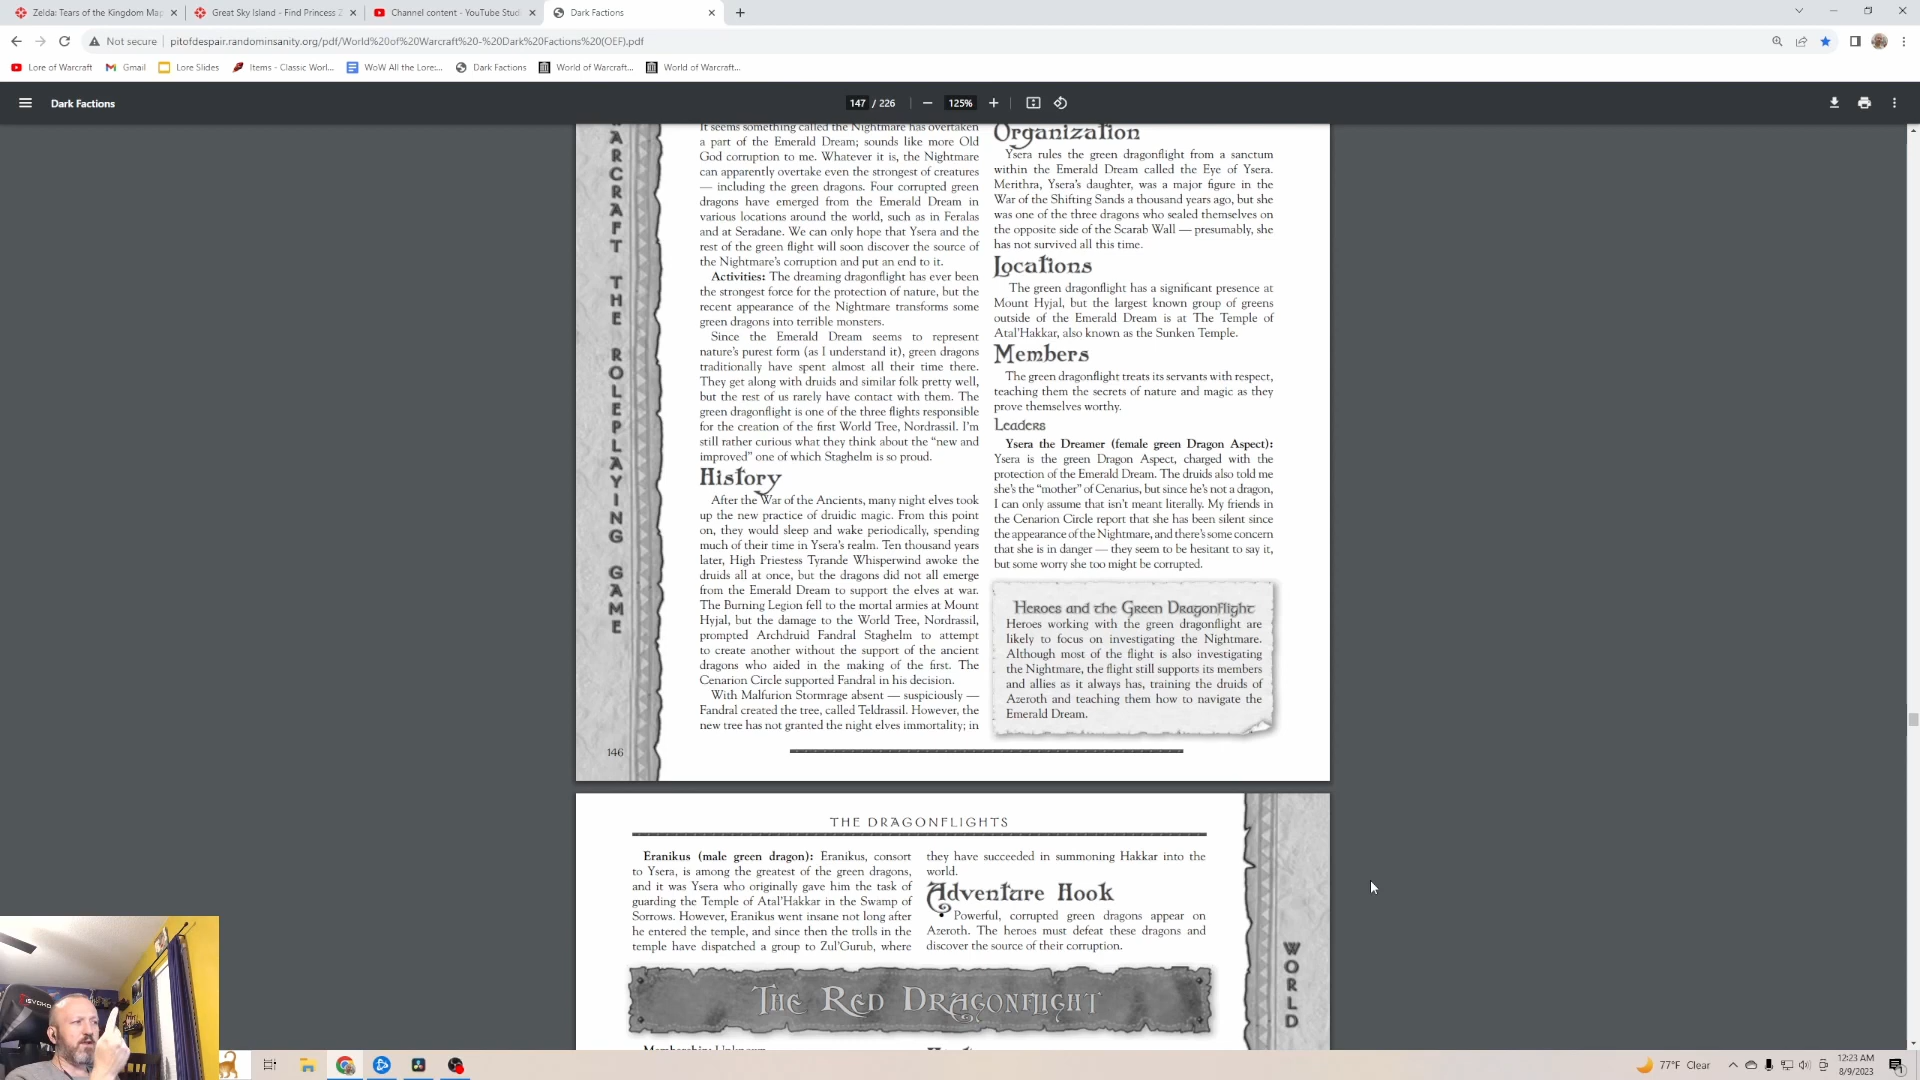 Zelda: Tears of the Kingdom Map
Great Sky Island - Find Princess Z
Channel content - YouTube Studi
Dark Factions
Not secure
pitofdespair.randominsanity.org/pdf/World%20of%20Warcraft%20-%20Dark%20Factions%20(OEF).pdf
Lore of Warcraft
Gmail
Lore Slides
Items - Classic Worl...
WoW All the Lore:...
Dark Factions
World of Warcraft...
World of Warcraft...
Dark Factions
147 / 226
125%
WARCRAFT THE ROLEPLAYING GAME
It seems something called the Nightmare has overtaken
a part of the Emerald Dream; sounds like more Old
God corruption to me. Whatever it is, the Nightmare
can apparently overtake even the strongest of creatures
— including the green dragons. Four corrupted green
dragons have emerged from the Emerald Dream in
various locations around the world, such as in Feralas
and at Seradane. We can only hope that Ysera and the
rest of the green flight will soon discover the source of
the Nightmare's corruption and put an end to it.
Activities: The dreaming dragonflight has ever been
the strongest force for the protection of nature, but the
recent appearance of the Nightmare transforms some
green dragons into terrible monsters.
Since the Emerald Dream seems to represent
nature's purest form (as I understand it), green dragons
traditionally have spent almost all their time there.
They get along with druids and similar folk pretty well,
but the rest of us rarely have contact with them. The
green dragonflight is one of the three flights responsible
for the creation of the first World Tree, Nordrassil. I'm
still rather curious what they think about the "new and
improved" one of which Staghelm is so proud.
History
After the War of the Ancients, many night elves took
up the new practice of druidic magic. From this point
on, they would sleep and wake periodically, spending
much of their time in Ysera's realm. Ten thousand years
later, High Priestess Tyrande Whisperwind awoke the
druids all at once, but the dragons did not all emerge
from the Emerald Dream to support the elves at war.
The Burning Legion fell to the mortal armies at Mount
Hyjal, but the damage to the World Tree, Nordrassil,
prompted Archdruid Fandral Staghelm to attempt
to create another without the support of the ancient
dragons who aided in the making of the first. The
Cenarion Circle supported Fandral in his decision.
With Malfurion Stormrage absent — suspiciously —
Fandral created the tree, called Teldrassil. However, the
new tree has not granted the night elves immortality; in
146
Organization
Ysera rules the green dragonflight from a sanctum
within the Emerald Dream called the Eye of Ysera.
Merithra, Ysera's daughter, was a major figure in the
War of the Shifting Sands a thousand years ago, but she
was one of the three dragons who sealed themselves on
the opposite side of the Scarab Wall — presumably, she
has not survived all this time.
Locations
The green dragonflight has a significant presence at
Mount Hyjal, but the largest known group of greens
outside of the Emerald Dream is at The Temple of
Atal'Hakkar, also known as the Sunken Temple.
Members
The green dragonflight treats its servants with respect,
teaching them the secrets of nature and magic as they
prove themselves worthy.
Leaders
Ysera the Dreamer (female green Dragon Aspect):
Ysera is the green Dragon Aspect, charged with the
protection of the Emerald Dream. The druids also told me
she's the "mother" of Cenarius, but since he's not a dragon,
I can only assume that isn't meant literally. My friends in
the Cenarion Circle report that she has been silent since
the appearance of the Nightmare, and there's some concern
that she is in danger — they seem to be hesitant to say it,
but some worry she too might be corrupted.
Heroes and the Green Dragonflight
Heroes working with the green dragonflight are
likely to focus on investigating the Nightmare.
Although most of the flight is also investigating
the Nightmare, the flight still supports its members
and allies as it always has, training the druids of
Azeroth and teaching them how to navigate the
Emerald Dream.
THE DRAGONFLIGHTS
Eranikus (male green dragon): Eranikus, consort
to Ysera, is among the greatest of the green dragons,
and it was Ysera who originally gave him the task of
guarding the Temple of Atal'Hakkar in the Swamp of
Sorrows. However, Eranikus went insane not long after
he entered the temple, and since then the trolls in the
temple have dispatched a group to Zul'Gurub, where
they have succeeded in summoning Hakkar into the
world.
Adventure Hook
• Powerful, corrupted green dragons appear on
Azeroth. The heroes must defeat these dragons and
discover the source of their corruption.
The Red Dragonflight
Membership: Unknown
WORLD
77°F Clear
12:23 AM
8/9/2023